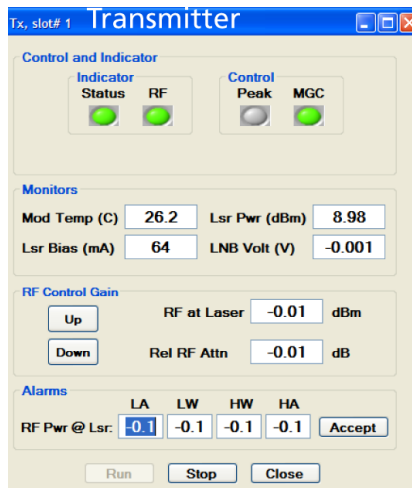 Tx, slot# 1 Transmitter
Control and Indicator
Indicator Control
Status RF Peak MGC
Monitors
Mod Temp (C) 26.2 Lsr Pwr (dBm) 8.98
Lsr Bias (mA) 64 LNB Volt (V) -0.001
RF Control Gain
Up RF at Laser -0.01 dBm
Down Rel RF Attn -0.01 dB
Alarms
LA LW HW HA
RF Pwr @ Lsr: -0.1 -0.1 -0.1 -0.1 Accept
Run Stop Close